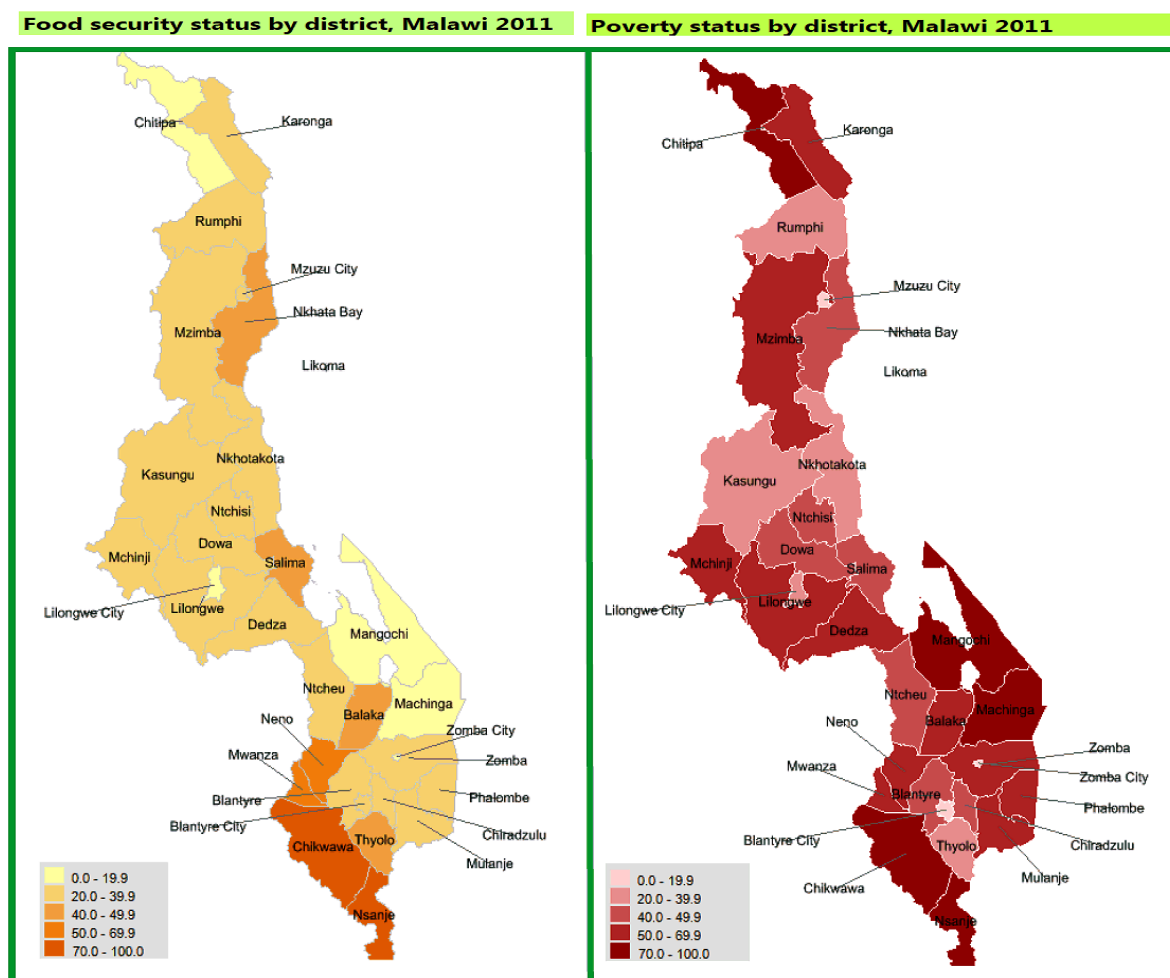 Food security status by district, Malawi 2011
Chitipa
Karonga
Rumphi
Mzuzu City
Nkhata Bay
Mzimba
Likoma
Nkhotakota
Kasungu
Ntchisi
Dowa
Mchinji
Salima
Lilongwe City
Lilongwe
Dedza
Mangochi
Ntcheu
Machinga
Neno
Balaka
Zomba City
Mwanza
Zomba
Blantyre
Phalombe
Blantyre City
Chiradzulu
Chikwawa
Thyolo
Mulanje
Nsanje
0.0 - 19.9
20.0 - 39.9
40.0 - 49.9
50.0 - 69.9
70.0 - 100.0
Poverty status by district, Malawi 2011
Karonga
Chitipa
Rumphi
Mzuzu City
Nkhata Bay
Mzimba
Likoma
Nkhotakota
Kasungu
Ntchisi
Dowa
Mchinji
Salima
Lilongwe City
Lilongwe
Dedza
Mangochi
Ntcheu
Machinga
Neno
Balaka
Zomba
Mwanza
Zomba City
Blantyre
Phalombe
Blantyre City
Thyolo
Chiradzulu
Mulanje
Chikwawa
Nsanje
0.0 - 19.9
20.0 - 39.9
40.0 - 49.9
50.0 - 69.9
70.0 - 100.0